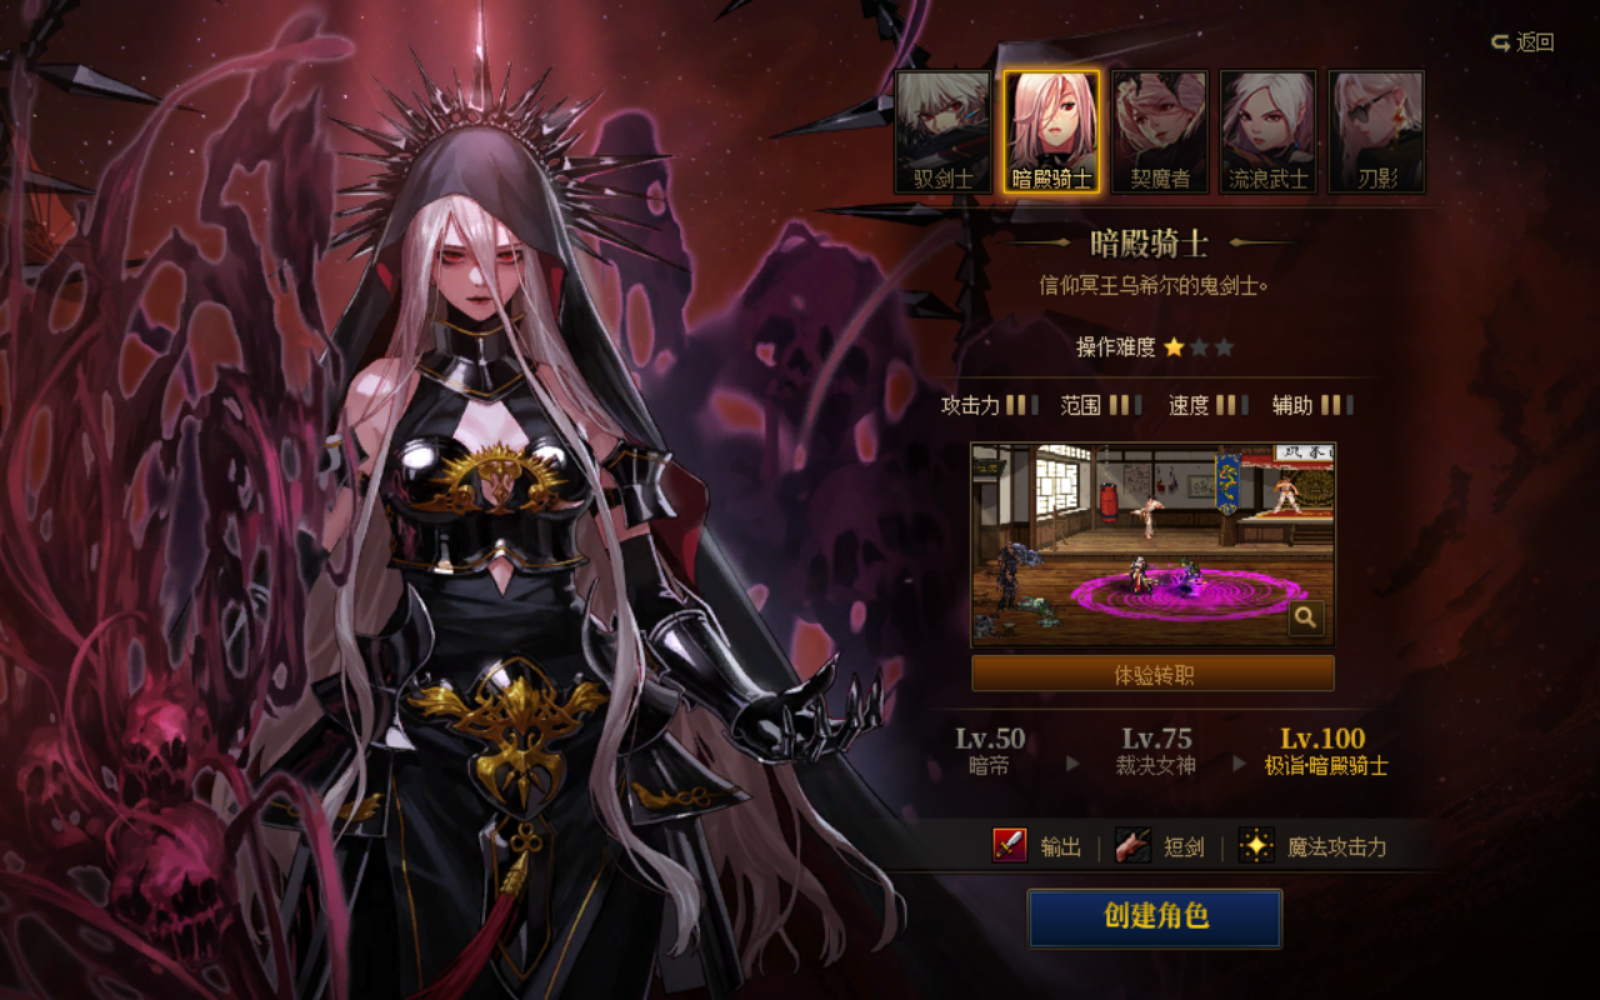 返回
驭剑士 暗殿骑士 契魔者 流浪武士 刃影
暗殿骑士
信仰冥王乌希尔的鬼剑士。
操作难度
攻击力 范围 速度 辅助
体验转职
Lv.50 Lv.75 Lv.100
暗帝 裁决女神 极诣·暗殿骑士
输出 | 短剑 | 魔法攻击力
创建角色